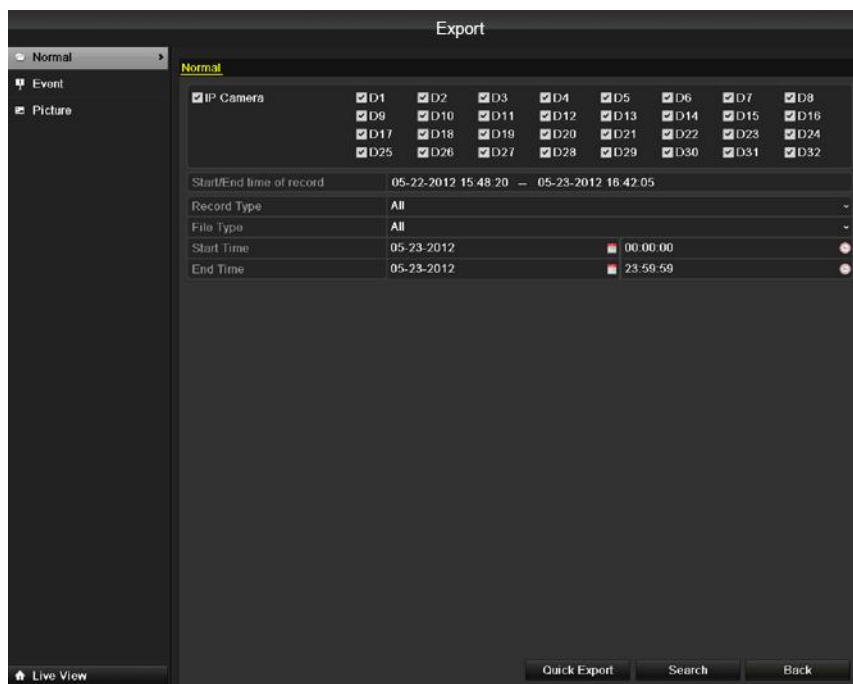 Export
Normal
Event
Picture
Normal
IP Camera D1 D2 D3 D4 D5 D6 D7 D8
D9 D10 D11 D12 D13 D14 D15 D16
D17 D18 D19 D20 D21 D22 D23 D24
D25 D26 D27 D28 D29 D30 D31 D32
Start/End time of record 05-22-2012 15:48:20 -- 05-23-2012 16:42:05
Record Type All
File Type All
Start Time 05-23-2012 00:00:00
End Time 05-23-2012 23:59:59
Live View
Quick Export Search Back